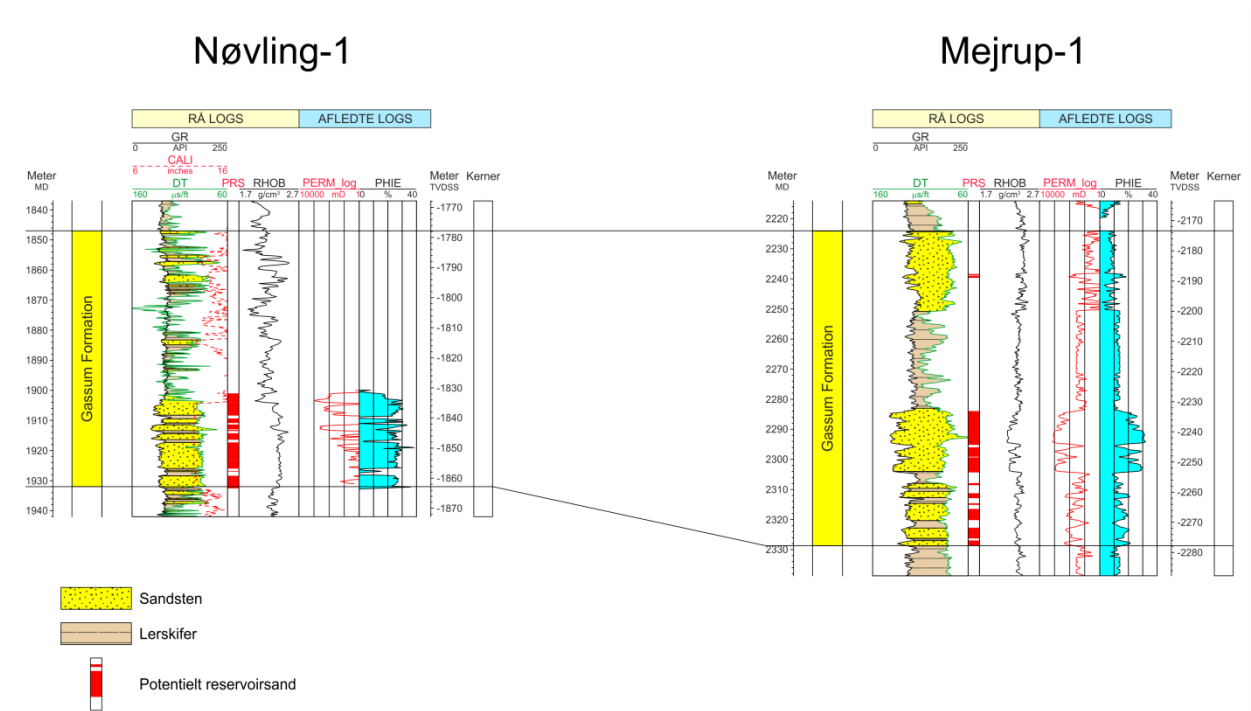 Nøvling-1
Mejrup-1
RÅ LOGS AFLEDTE LOGS
GR
0 API 250
CALI
6 inches 16
Meter MD DT PRS RHOB PERM_log PHIE Meter TVDSS Kerner
160 µs/ft 60 1.7 g/cm³ 2.7 10000 mD 1 0 % 40
1840
1850
1860
1870
1880
1890
1900
1910
1920
1930
1940
Gassum Formation
-1770
-1780
-1790
-1800
-1810
-1820
-1830
-1840
-1850
-1860
-1870
RÅ LOGS AFLEDTE LOGS
GR
0 API 250
Meter MD DT PRS RHOB PERM_log PHIE Meter TVDSS Kerner
160 µs/ft 60 1.7 g/cm³ 2.7 10000 mD 1 0 % 40
2220
2230
2240
2250
2260
2270
2280
2290
2300
2310
2320
2330
Gassum Formation
-2170
-2180
-2190
-2200
-2210
-2220
-2230
-2240
-2250
-2260
-2270
-2280
Sandsten
Lerskifer
Potentielt reservoirsand